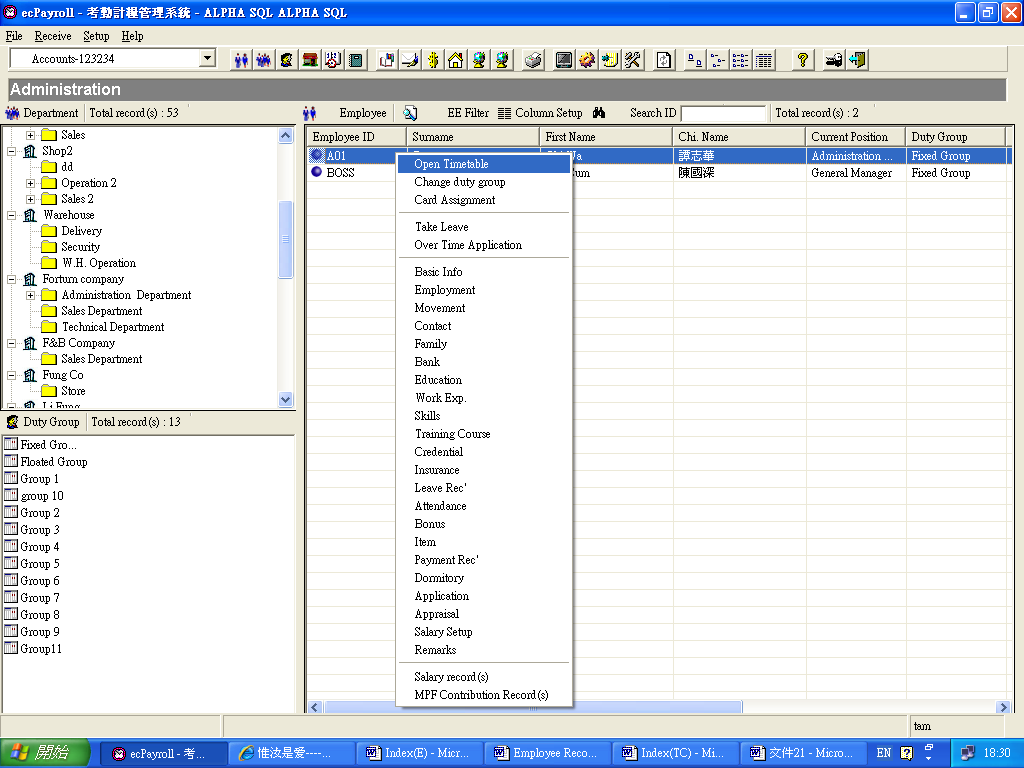 ecPayroll - 考勤計糧管理系統 - ALPHA SQL ALPHA SQL
File Receive Setup Help
Accounts-123234
Administration
Department Total record(s) : 53
Employee EE Filter Column Setup Search ID Total record(s) : 2
Sales
Shop2
dd
Operation 2
Sales 2
Warehouse
Delivery
Security
W.H. Operation
Forturn company
Administration Department
Sales Department
Technical Department
F&B Company
Sales Department
Fung Co
Store
Li Fung
Duty Group Total record(s) : 13
Fixed Gro...
Floated Group
Group 1
group 10
Group 2
Group 3
Group 4
Group 5
Group 6
Group 7
Group 8
Group 9
Group11
Employee ID Surname First Name Chi. Name Current Position Duty Group
A01 譚志華 Administration ... Fixed Group
BOSS 陳國深 General Manager Fixed Group
Open Timetable
Change duty group
Card Assignment
Take Leave
Over Time Application
Basic Info
Employment
Movement
Contact
Family
Bank
Education
Work Exp.
Skills
Training Course
Credential
Insurance
Leave Rec'
Attendance
Bonus
Item
Payment Rec'
Dormitory
Application
Appraisal
Salary Setup
Remarks
Salary record(s)
MPF Contribution Record(s)
tam
開始 ecPayroll - 考... 惟汝是爱----... Index(E) - Micr... Employee Reco... Index(TC) - Mi... 文件21 - Micro... EN 18:30